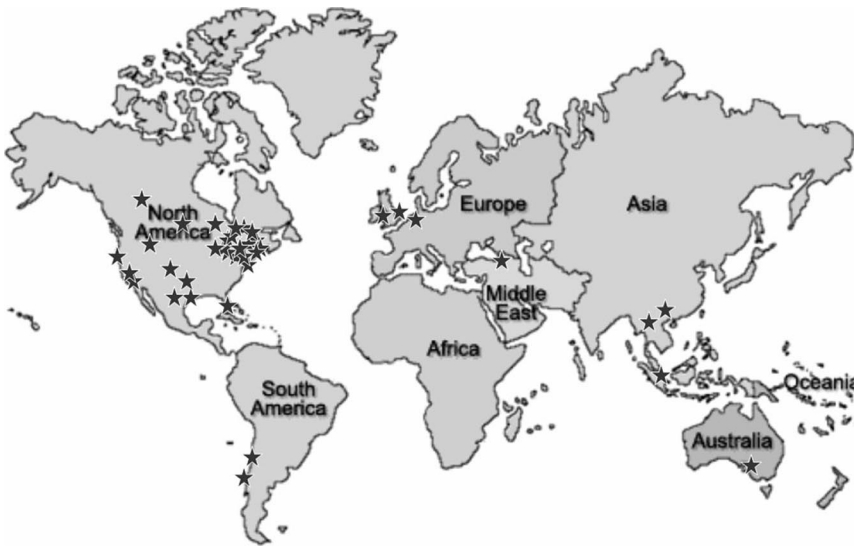 North
America
Europe
Asia
Middle
East
Africa
South
America
Oceania
Australia